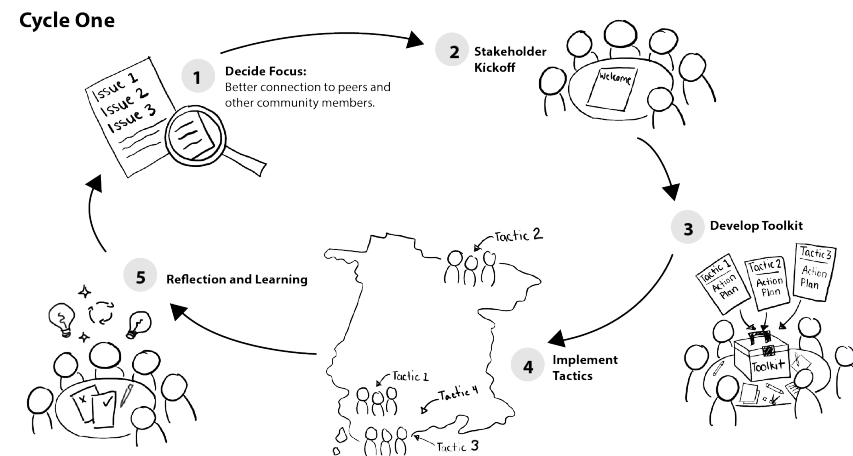 Cycle One
1
Decide Focus:
Better connection to peers and
other community members.
Issue 1
Issue 2
Issue 3
2
Stakeholder
Kickoff
Welcome
3
Develop Toolkit
Tactic 1
Action
Plan
Tactic 2
Action
Plan
Tactic 3
Action
Plan
Toolkit
4
Implement
Tactics
Tactic 2
Tactic 1
Tactic 4
Tactic 3
5
Reflection and Learning